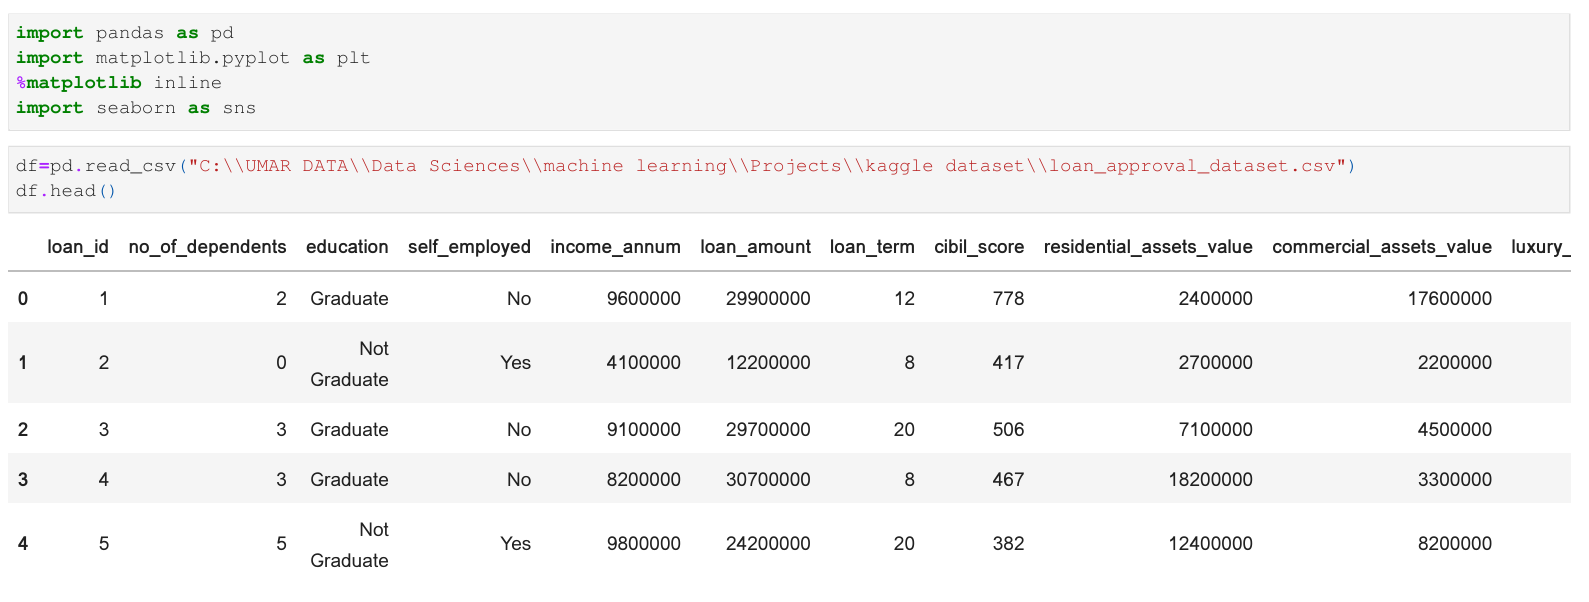 import pandas as pd
import matplotlib.pyplot as plt
%matplotlib inline
import seaborn as sns
df=pd.read_csv("C:\\UMAR DATA\\Data Sciences\\machine learning\\Projects\\kaggle dataset\\loan_approval_dataset.csv")
df.head()
loan_id no_of_dependents education self_employed income_annum loan_amount loan_term cibil_score residential_assets_value commercial_assets_value luxury_
0 1 2 Graduate No 9600000 29900000 12 778 2400000 17600000
Not
1 2 0 Yes 4100000 12200000 8 417 2700000 2200000
Graduate
2 3 3 Graduate No 9100000 29700000 20 506 7100000 4500000
3 4 3 Graduate No 8200000 30700000 8 467 18200000 3300000
Not
4 5 5 Yes 9800000 24200000 20 382 12400000 8200000
Graduate